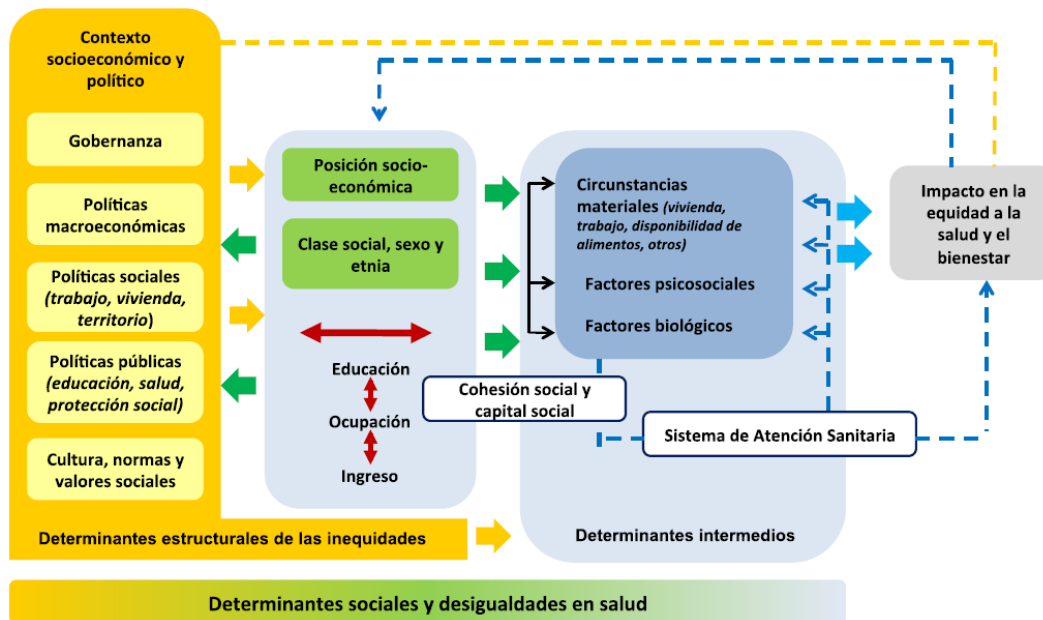 Contexto
socioeconómico y
político
Gobernanza
Políticas
macroeconómicas
Políticas sociales
(trabajo, vivienda,
territorio)
Políticas públicas
(educación, salud,
protección social)
Cultura, normas y
valores sociales
Determinantes estructurales de las inequidades
Posición socio-
económica
Clase social, sexo y
etnia
Educación
Ocupación
Ingreso
Cohesión social y
capital social
Circunstancias
materiales (vivienda,
trabajo, disponibilidad de
alimentos, otros)
Factores psicosociales
Factores biológicos
Sistema de Atención Sanitaria
Determinantes intermedios
Impacto en la
equidad a la
salud y el
bienestar
Determinantes sociales y desigualdades en salud